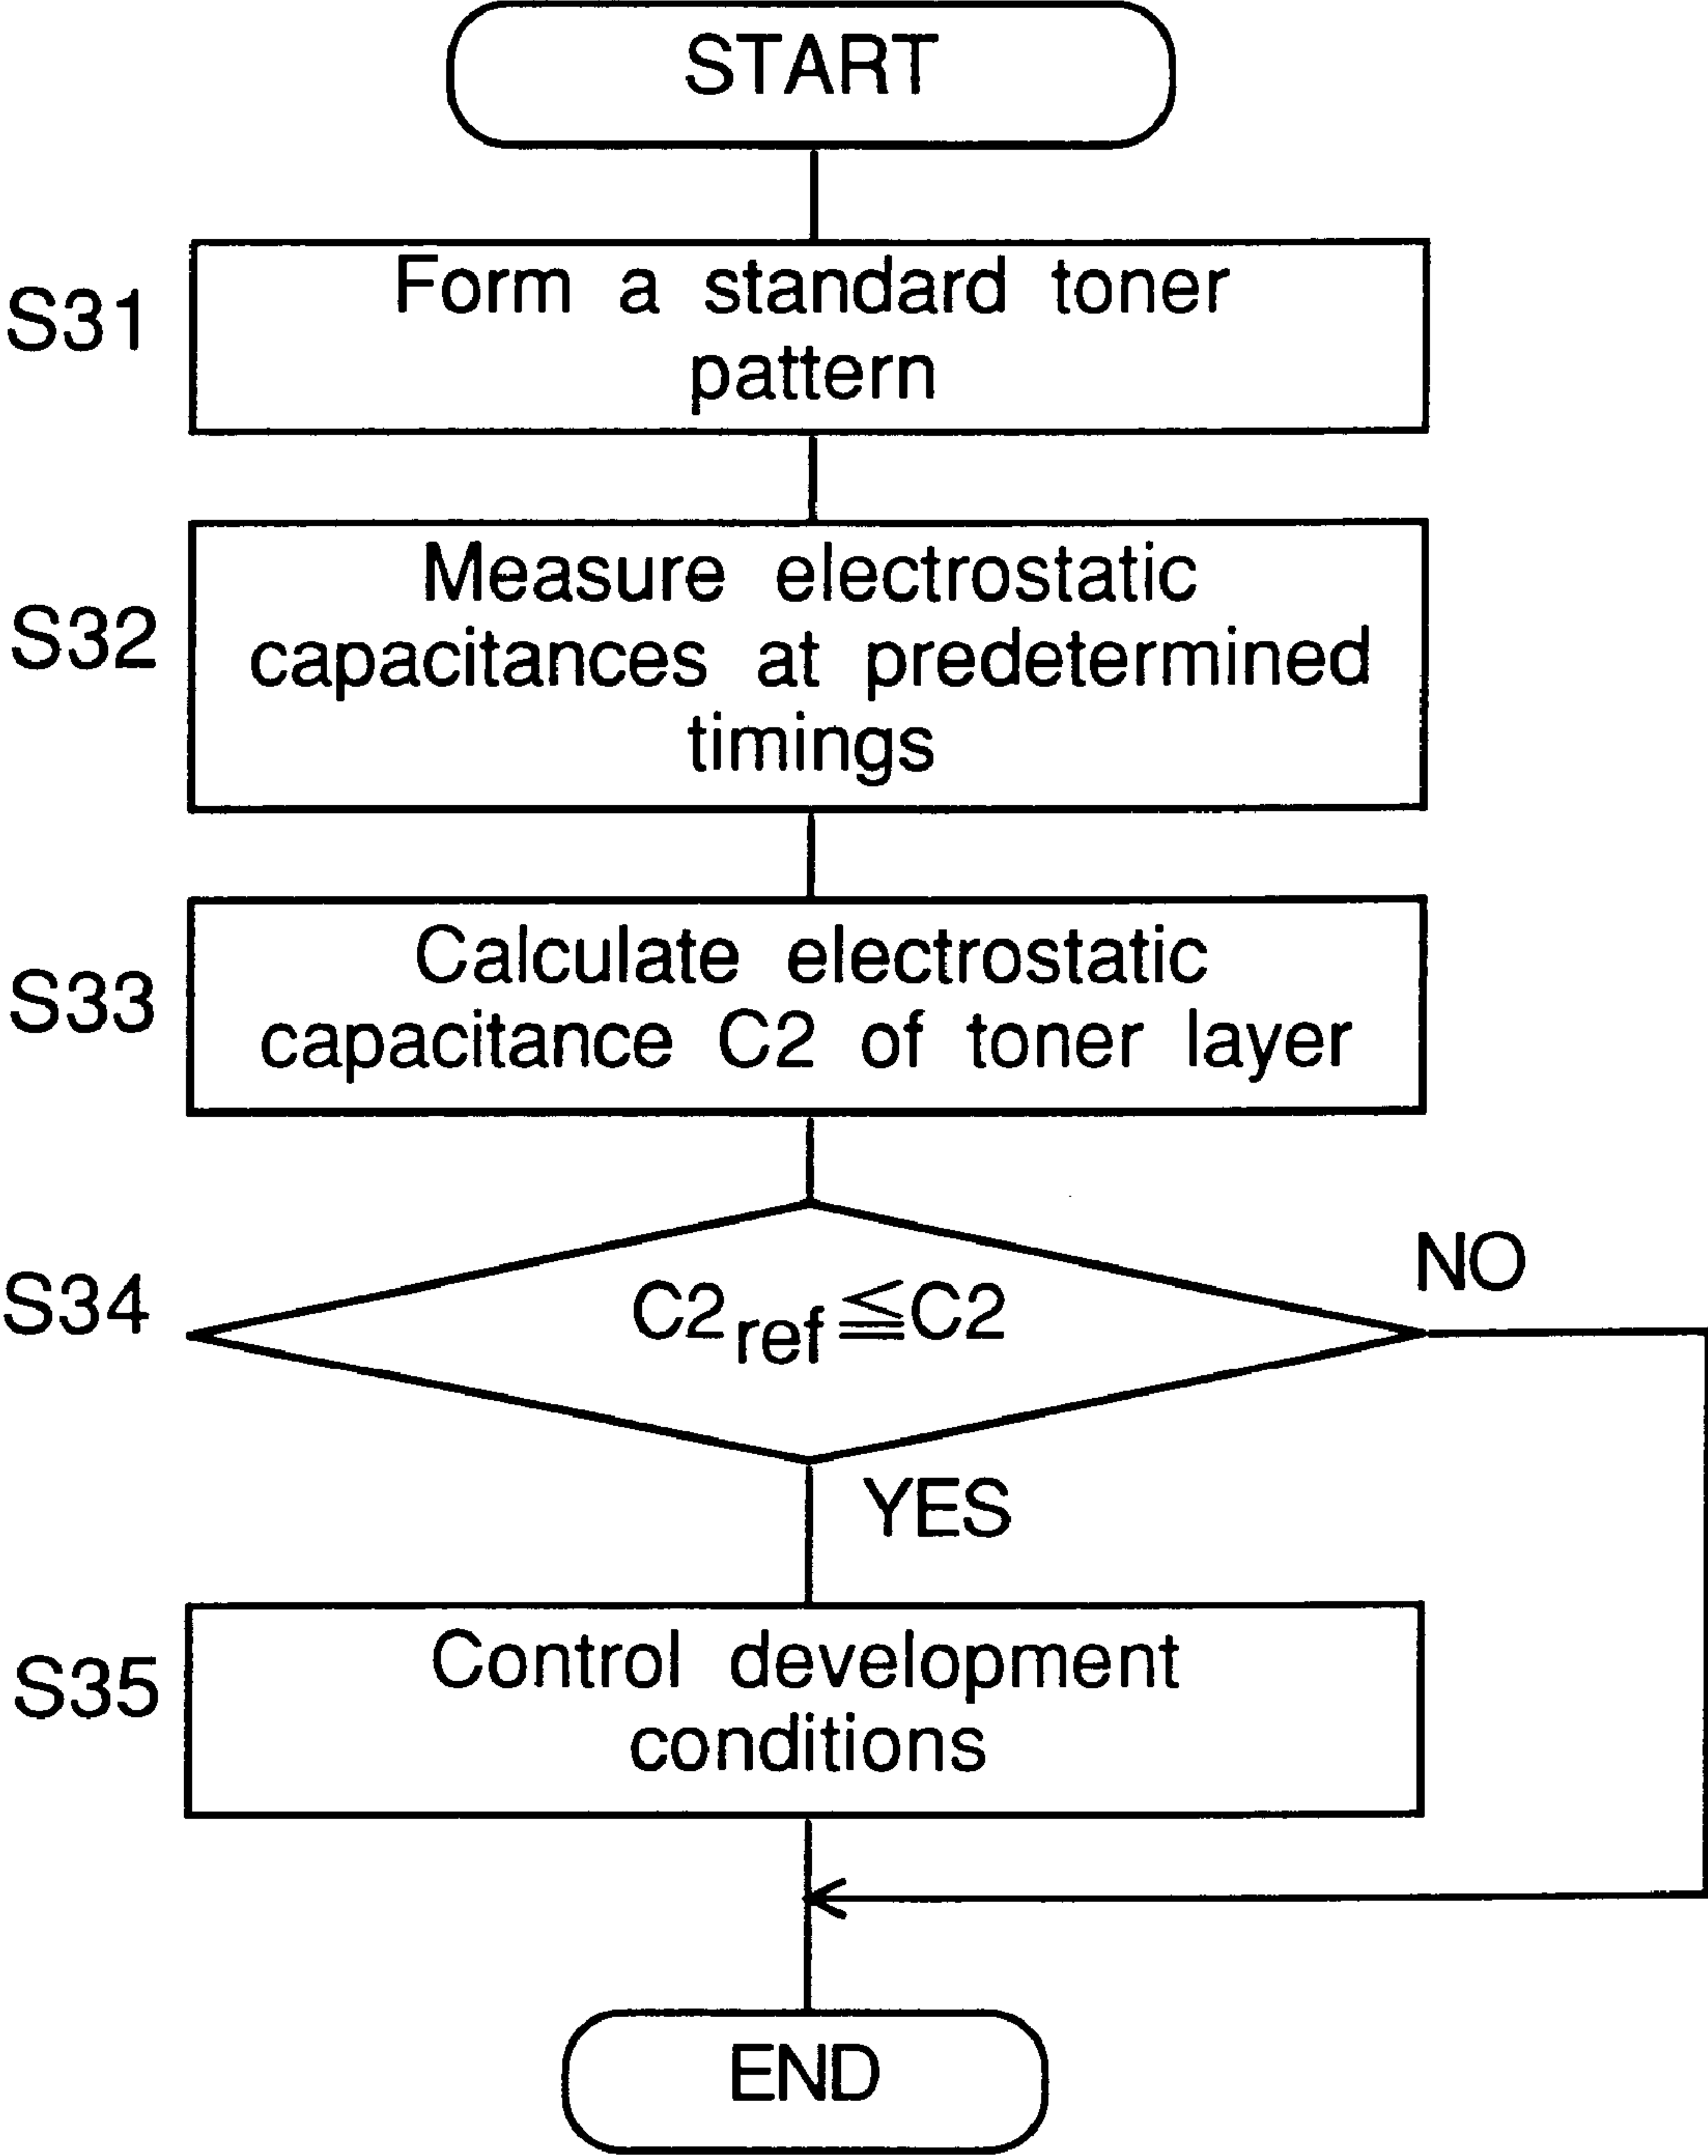 START
S31
Form a standard toner
pattern
S32
Measure electrostatic
capacitances at predetermined
timings
S33
Calculate electrostatic
capacitance C2 of toner layer
S34
C2ref≦C2
NO
YES
S35
Control development
conditions
END